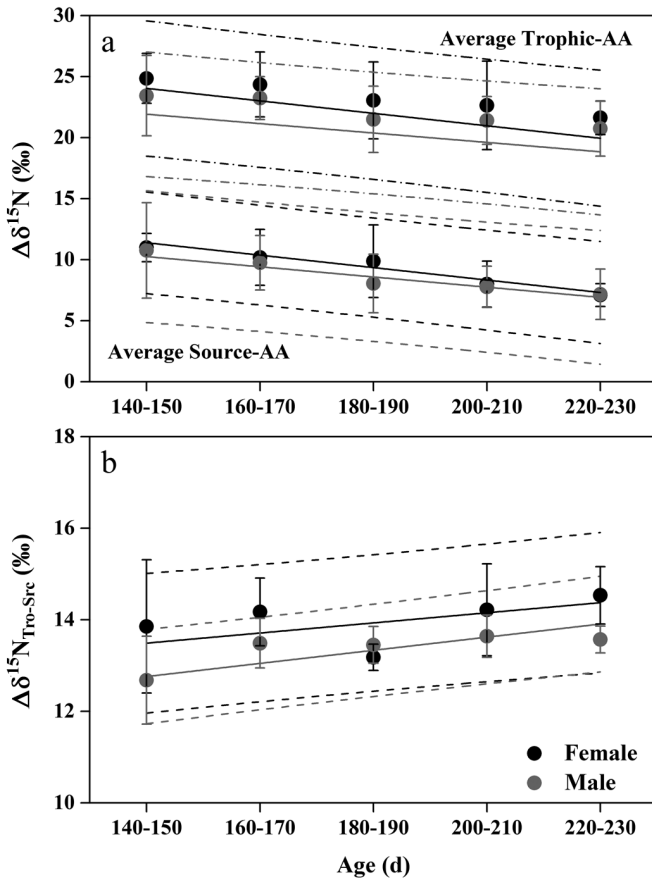 a
Average Trophic-AA
Δδ¹⁵N (‰)
30
25
20
15
10
5
0
Average Source-AA
140-150 160-170 180-190 200-210 220-230
b
Δδ¹⁵N_Tro-Src (‰)
18
16
14
12
10
Female
Male
140-150 160-170 180-190 200-210 220-230
Age (d)